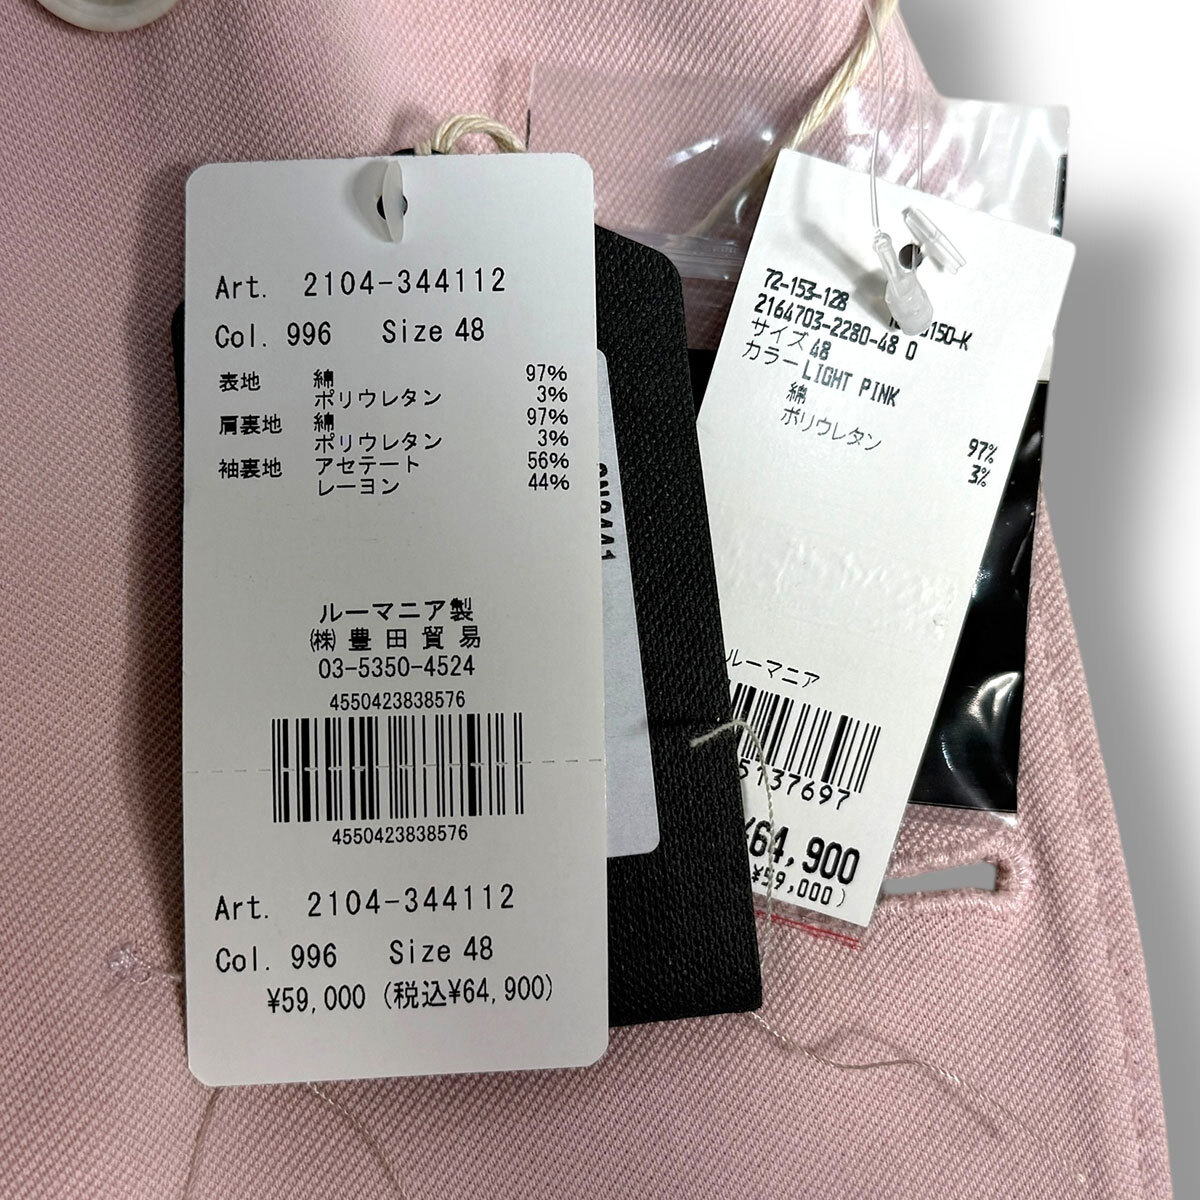 Art. 2104-344112
Col. 996 Size 48
表地 綿 97%
ポリウレタン 3%
肩裏地 綿 97%
ポリウレタン 3%
袖裏地 アセテート 56%
レーヨン 44%
ルーマニア製
㈱ 豊田貿易
03-5350-4524
4550423838576
4550423838576
Art. 2104-344112
Col. 996 Size 48
¥59,000 (税込¥64,900)
72-153-128
150-K
2164703-2280-48 0
サイズ 48
カラー LIGHT PINK
綿 97%
ポリウレタン 3%
ルーマニア
5137697
¥64,900
¥59,000)